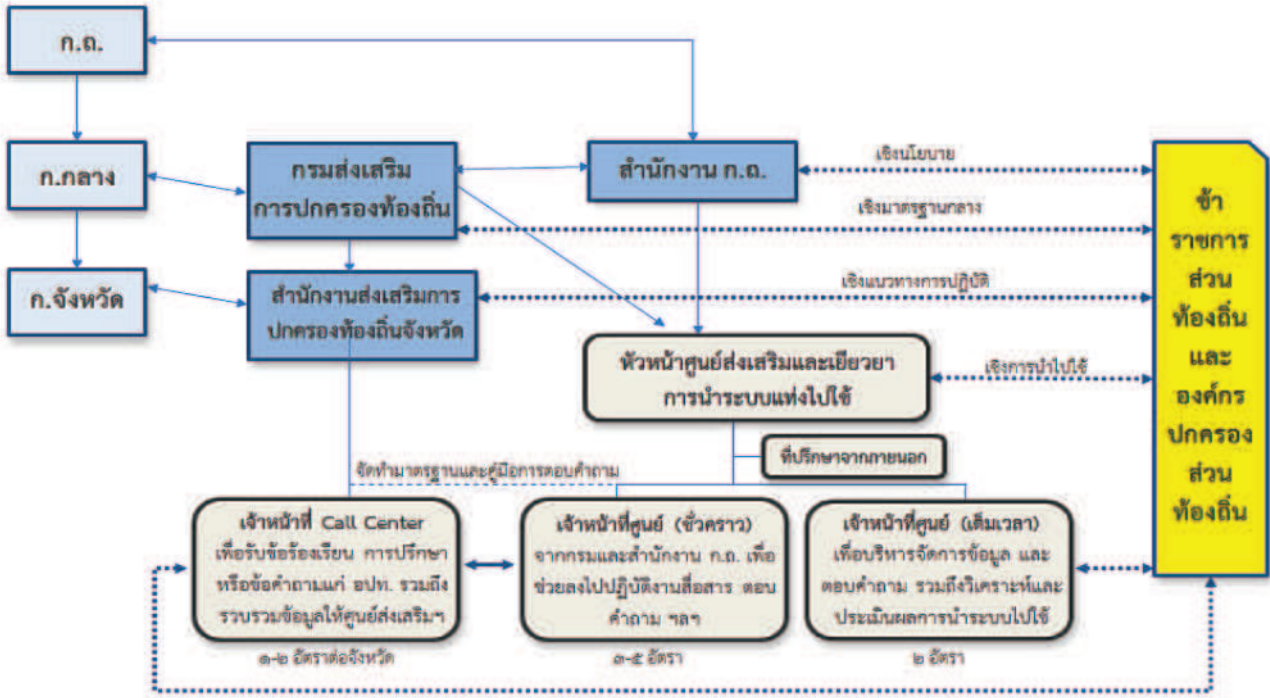 ก.ถ.
ก.กลาง
ก.จังหวัด
กรมส่งเสริม
การปกครองท้องถิ่น
สำนักงาน ก.ถ.
สำนักงานส่งเสริมการ
ปกครองท้องถิ่นจังหวัด
เชิงนโยบาย
เชิงมาตรฐานกลาง
เชิงแนวทางการปฏิบัติ
เชิงการนำไปใช้
ข้า
ราชการ
ส่วน
ท้องถิ่น
และ
องค์กร
ปกครอง
ส่วน
ท้องถิ่น
หัวหน้าศูนย์ส่งเสริมและเยียวยา
การนำระบบแท่งไปใช้
ที่ปรึกษาจากภายนอก
จัดทำมาตรฐานและคู่มือการตอบคำถาม
เจ้าหน้าที่ Call Center
เพื่อรับข้อร้องเรียน การปรึกษา
หรือข้อคำถามแก่ อปท. รวมถึง
รวบรวมข้อมูลให้ศูนย์ส่งเสริมฯ
๑-๒ อัตราต่อจังหวัด
เจ้าหน้าที่ศูนย์ (ชั่วคราว)
จากกรมและสำนักงาน ก.ถ. เพื่อ
ช่วยลงไปปฏิบัติงานสื่อสาร ตอบ
คำถาม ฯลฯ
๓-๕ อัตรา
เจ้าหน้าที่ศูนย์ (เต็มเวลา)
เพื่อบริหารจัดการข้อมูล และ
ตอบคำถาม รวมถึงวิเคราะห์และ
ประเมินผลการนำระบบไปใช้
๒ อัตรา